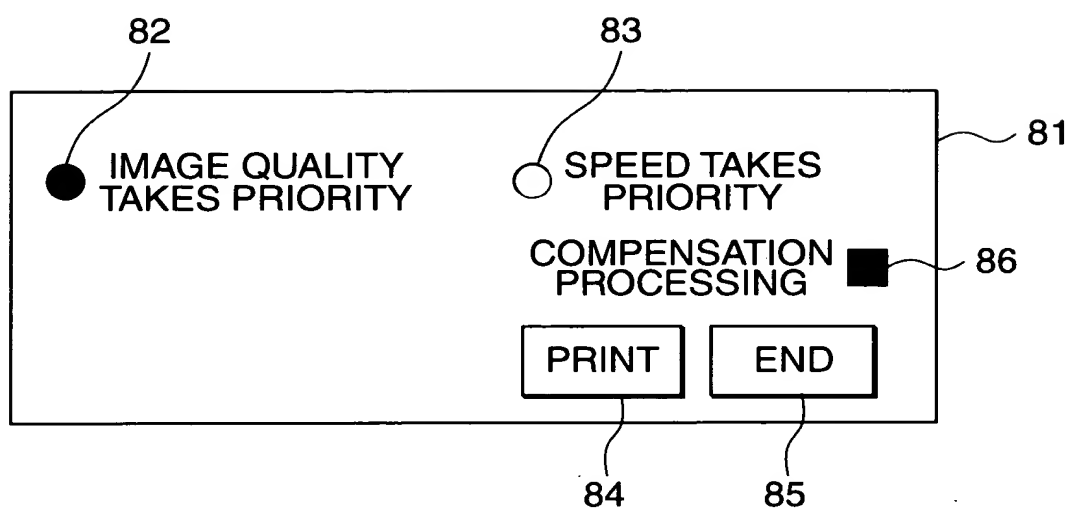 82
83
81
IMAGE QUALITY
TAKES PRIORITY
SPEED TAKES
PRIORITY
COMPENSATION
PROCESSING
86
PRINT
END
84
85